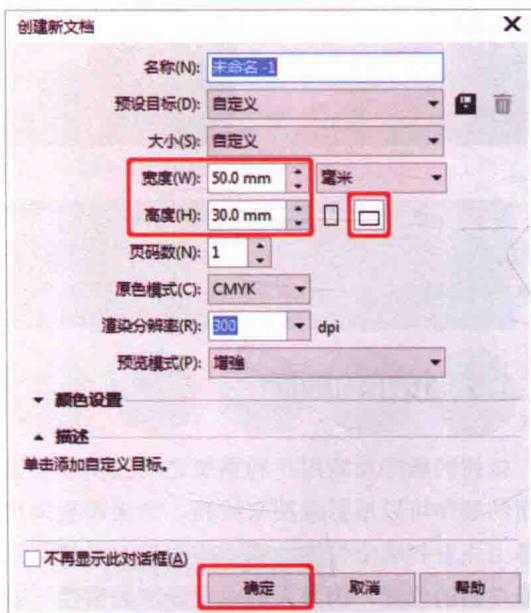 创建新文档
名称(N): 未命名 -1
预设目标(D): 自定义
大小(S): 自定义
宽度(W): 50.0 mm 毫米
高度(H): 30.0 mm
页码数(N): 1
原色模式(C): CMYK
渲染分辨率(R): 300 dpi
预览模式(P): 增强
颜色设置
描述
单击添加自定义目标。
不再显示此对话框(A)
确定 取消 帮助